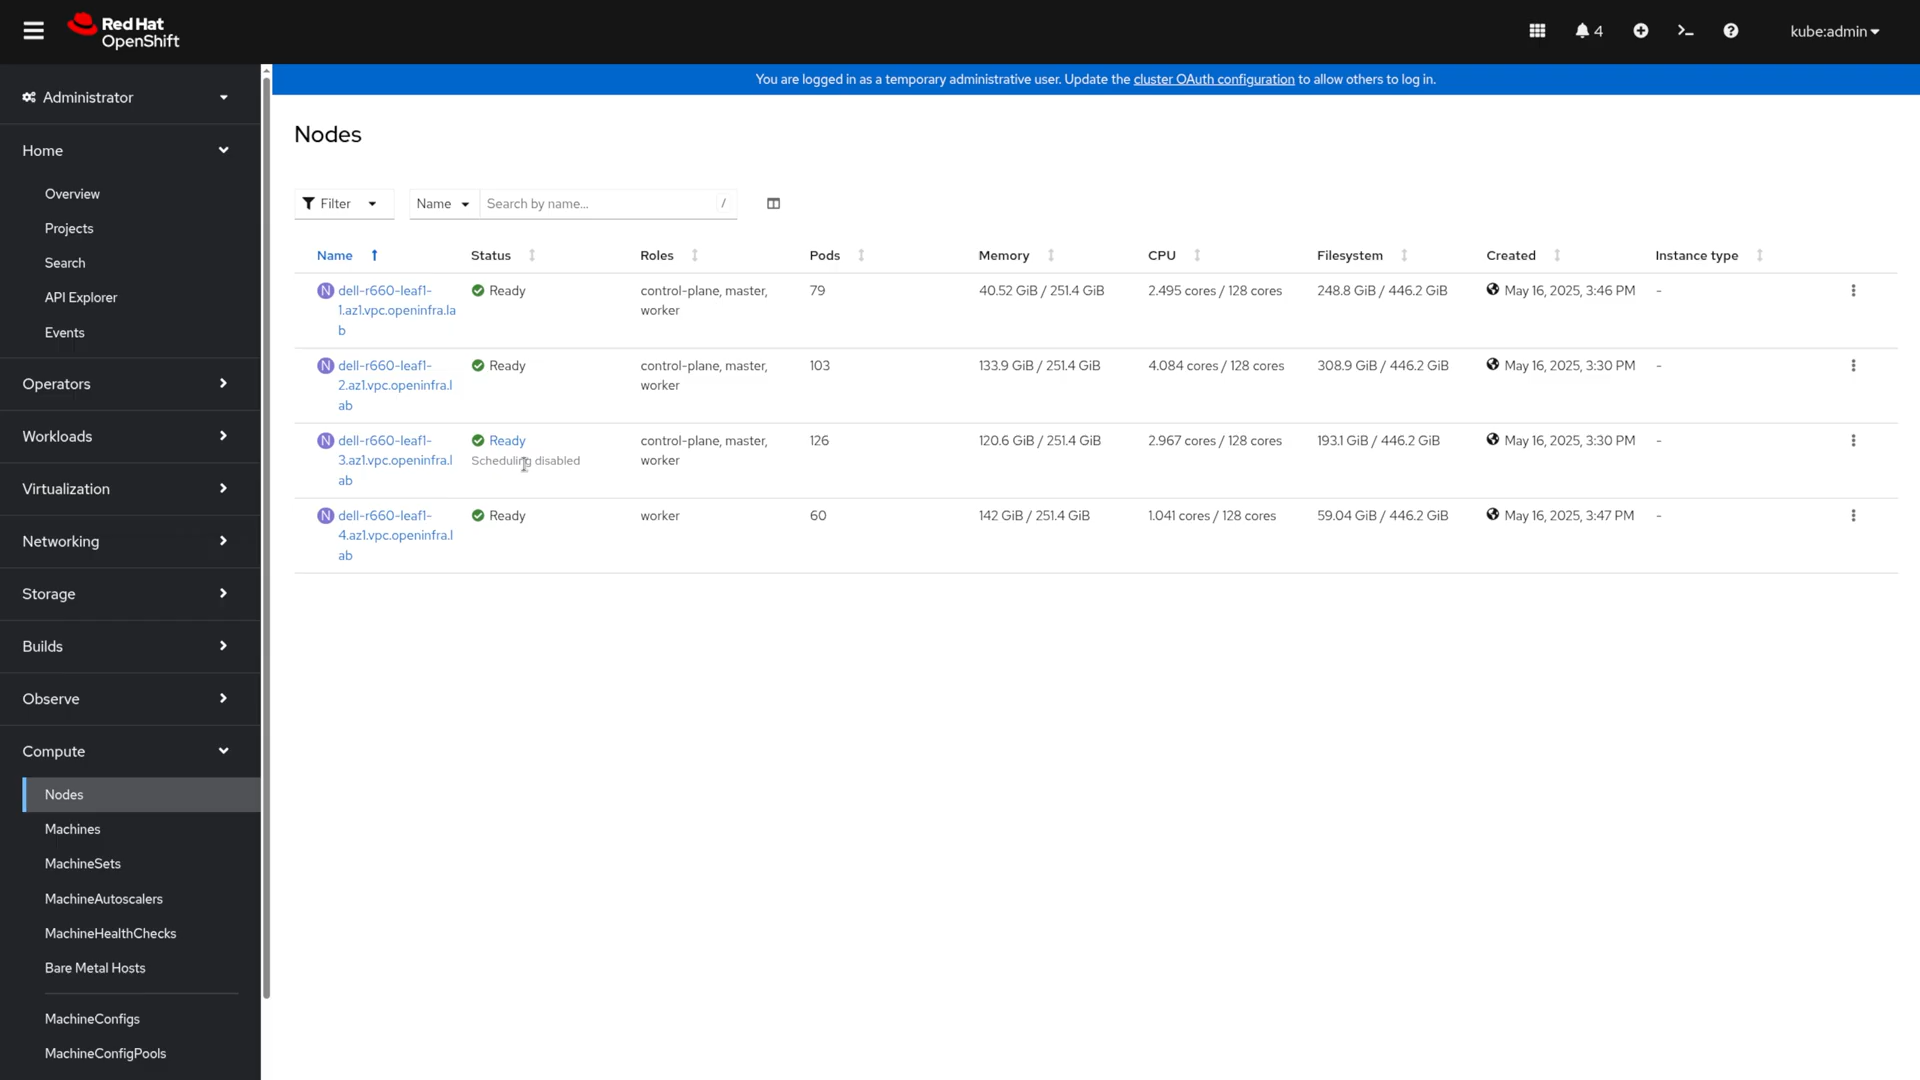 Red Hat
OpenShift
4
kube:admin
Administrator
Home
Overview
Projects
Search
API Explorer
Events
Operators
Workloads
Virtualization
Networking
Storage
Builds
Observe
Compute
Nodes
Machines
MachineSets
MachineAutoscalers
MachineHealthChecks
Bare Metal Hosts
MachineConfigs
MachineConfigPools
You are logged in as a temporary administrative user. Update the cluster OAuth configuration to allow others to log in.
Nodes
Filter Name Search by name... /
Name Status Roles Pods Memory CPU Filesystem Created Instance type
N dell-r660-leaf1- Ready control-plane, master, 79 40.52 GiB / 251.4 GiB 2.495 cores / 128 cores 248.8 GiB / 446.2 GiB May 16, 2025, 3:46 PM -
1.az1.vpc.openinfra.la worker
b
N dell-r660-leaf1- Ready control-plane, master, 103 133.9 GiB / 251.4 GiB 4.084 cores / 128 cores 308.9 GiB / 446.2 GiB May 16, 2025, 3:30 PM -
2.az1.vpc.openinfra.l worker
ab
N dell-r660-leaf1- Ready control-plane, master, 126 120.6 GiB / 251.4 GiB 2.967 cores / 128 cores 193.1 GiB / 446.2 GiB May 16, 2025, 3:30 PM -
3.az1.vpc.openinfra.l Scheduling disabled worker
ab
N dell-r660-leaf1- Ready worker 60 142 GiB / 251.4 GiB 1.041 cores / 128 cores 59.04 GiB / 446.2 GiB May 16, 2025, 3:47 PM -
4.az1.vpc.openinfra.l
ab